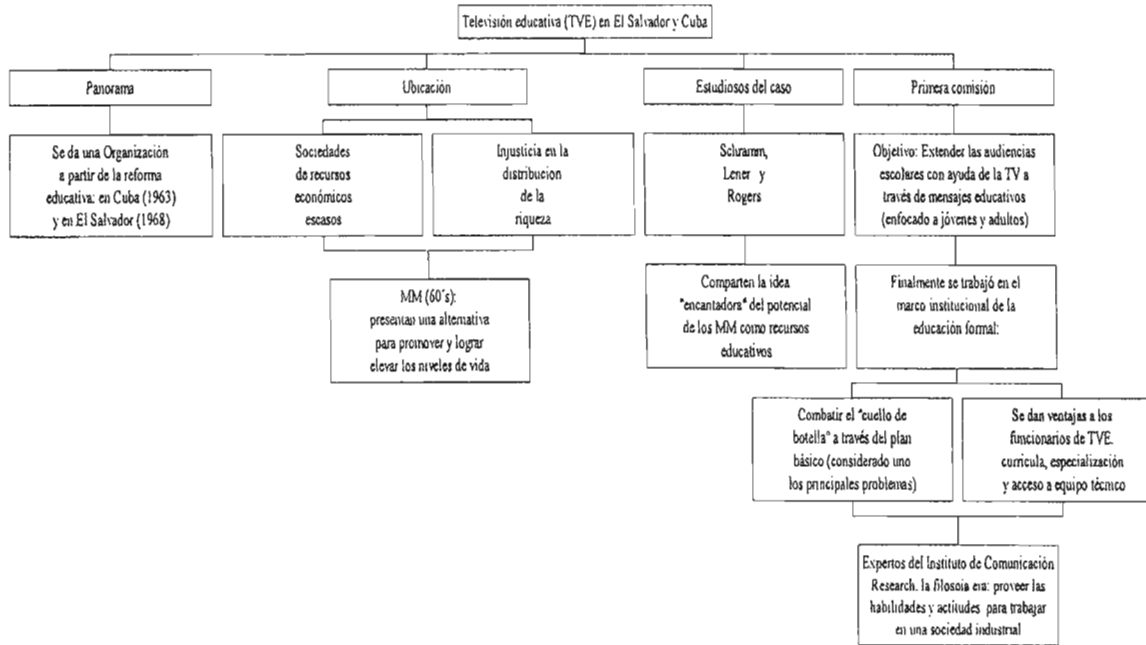 Televisión educativa (TVE) en El Salvador y Cuba
Panorama
Ubicación
Estudiosos del caso
Primera comisión
Se da una Organización
a partir de la reforma
educativa: en Cuba (1963)
y en El Salvador (1968)
Sociedades
de recursos
económicos
escasos
Injusticia en la
distribucion
de la
riqueza
Schramm,
Lener y
Rogers
Objetivo: Extender las audiencias
escolares con ayuda de la TV a
través de mensajes educativos
(enfocado a jóvenes y adultos)
MM (60´s):
presentan una alternativa
para promover y lograr
elevar los niveles de vida
Comparten la idea
"encantadora" del potencial
de los MM como recursos
educativos
Finalmente se trabajó en el
marco institucional de la
educación formal:
Combatir el "cuello de
botella" a través del plan
básico (considerado uno
los principales problemas)
Se dan ventajas a los
funcionarios de TVE.
curricula, especialización
y acceso a equipo técnico
Expertos del Instituto de Comunicación
Research. la filosofia era: proveer las
habilidades y actitudes para trabajar
en una sociedad industrial